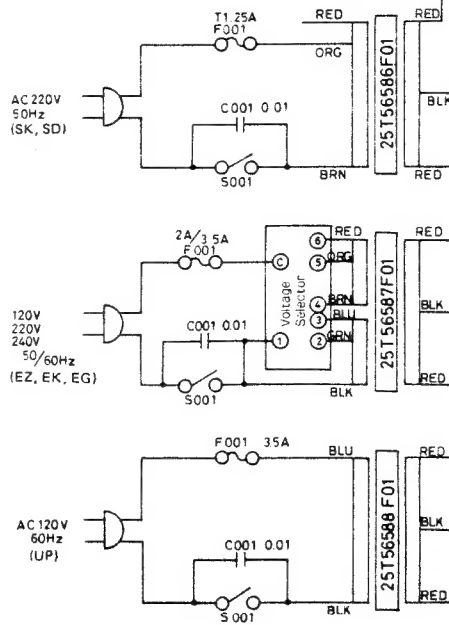 T1.25A
F001
RED
RED
ORG
AC 220V
50Hz
(SK, SD)
C001 0 01
BLK
S001
BRN
RED
25T56586F01
2A/3 5A
F001
RED
RED
6
C
ORG
5
120V
220V
240V
50/60Hz
(EZ, EK, EG)
Voltage
Selector
BRN
4
BLU
3
BLK
C001 0.01
1
2
GRN
S001
BLK
RED
25T56587F01
F001 3.5A
BLU
RED
AC 120V
60Hz
(UP)
BLK
C001 0.01
S001
BLK
RED
25T56588F01